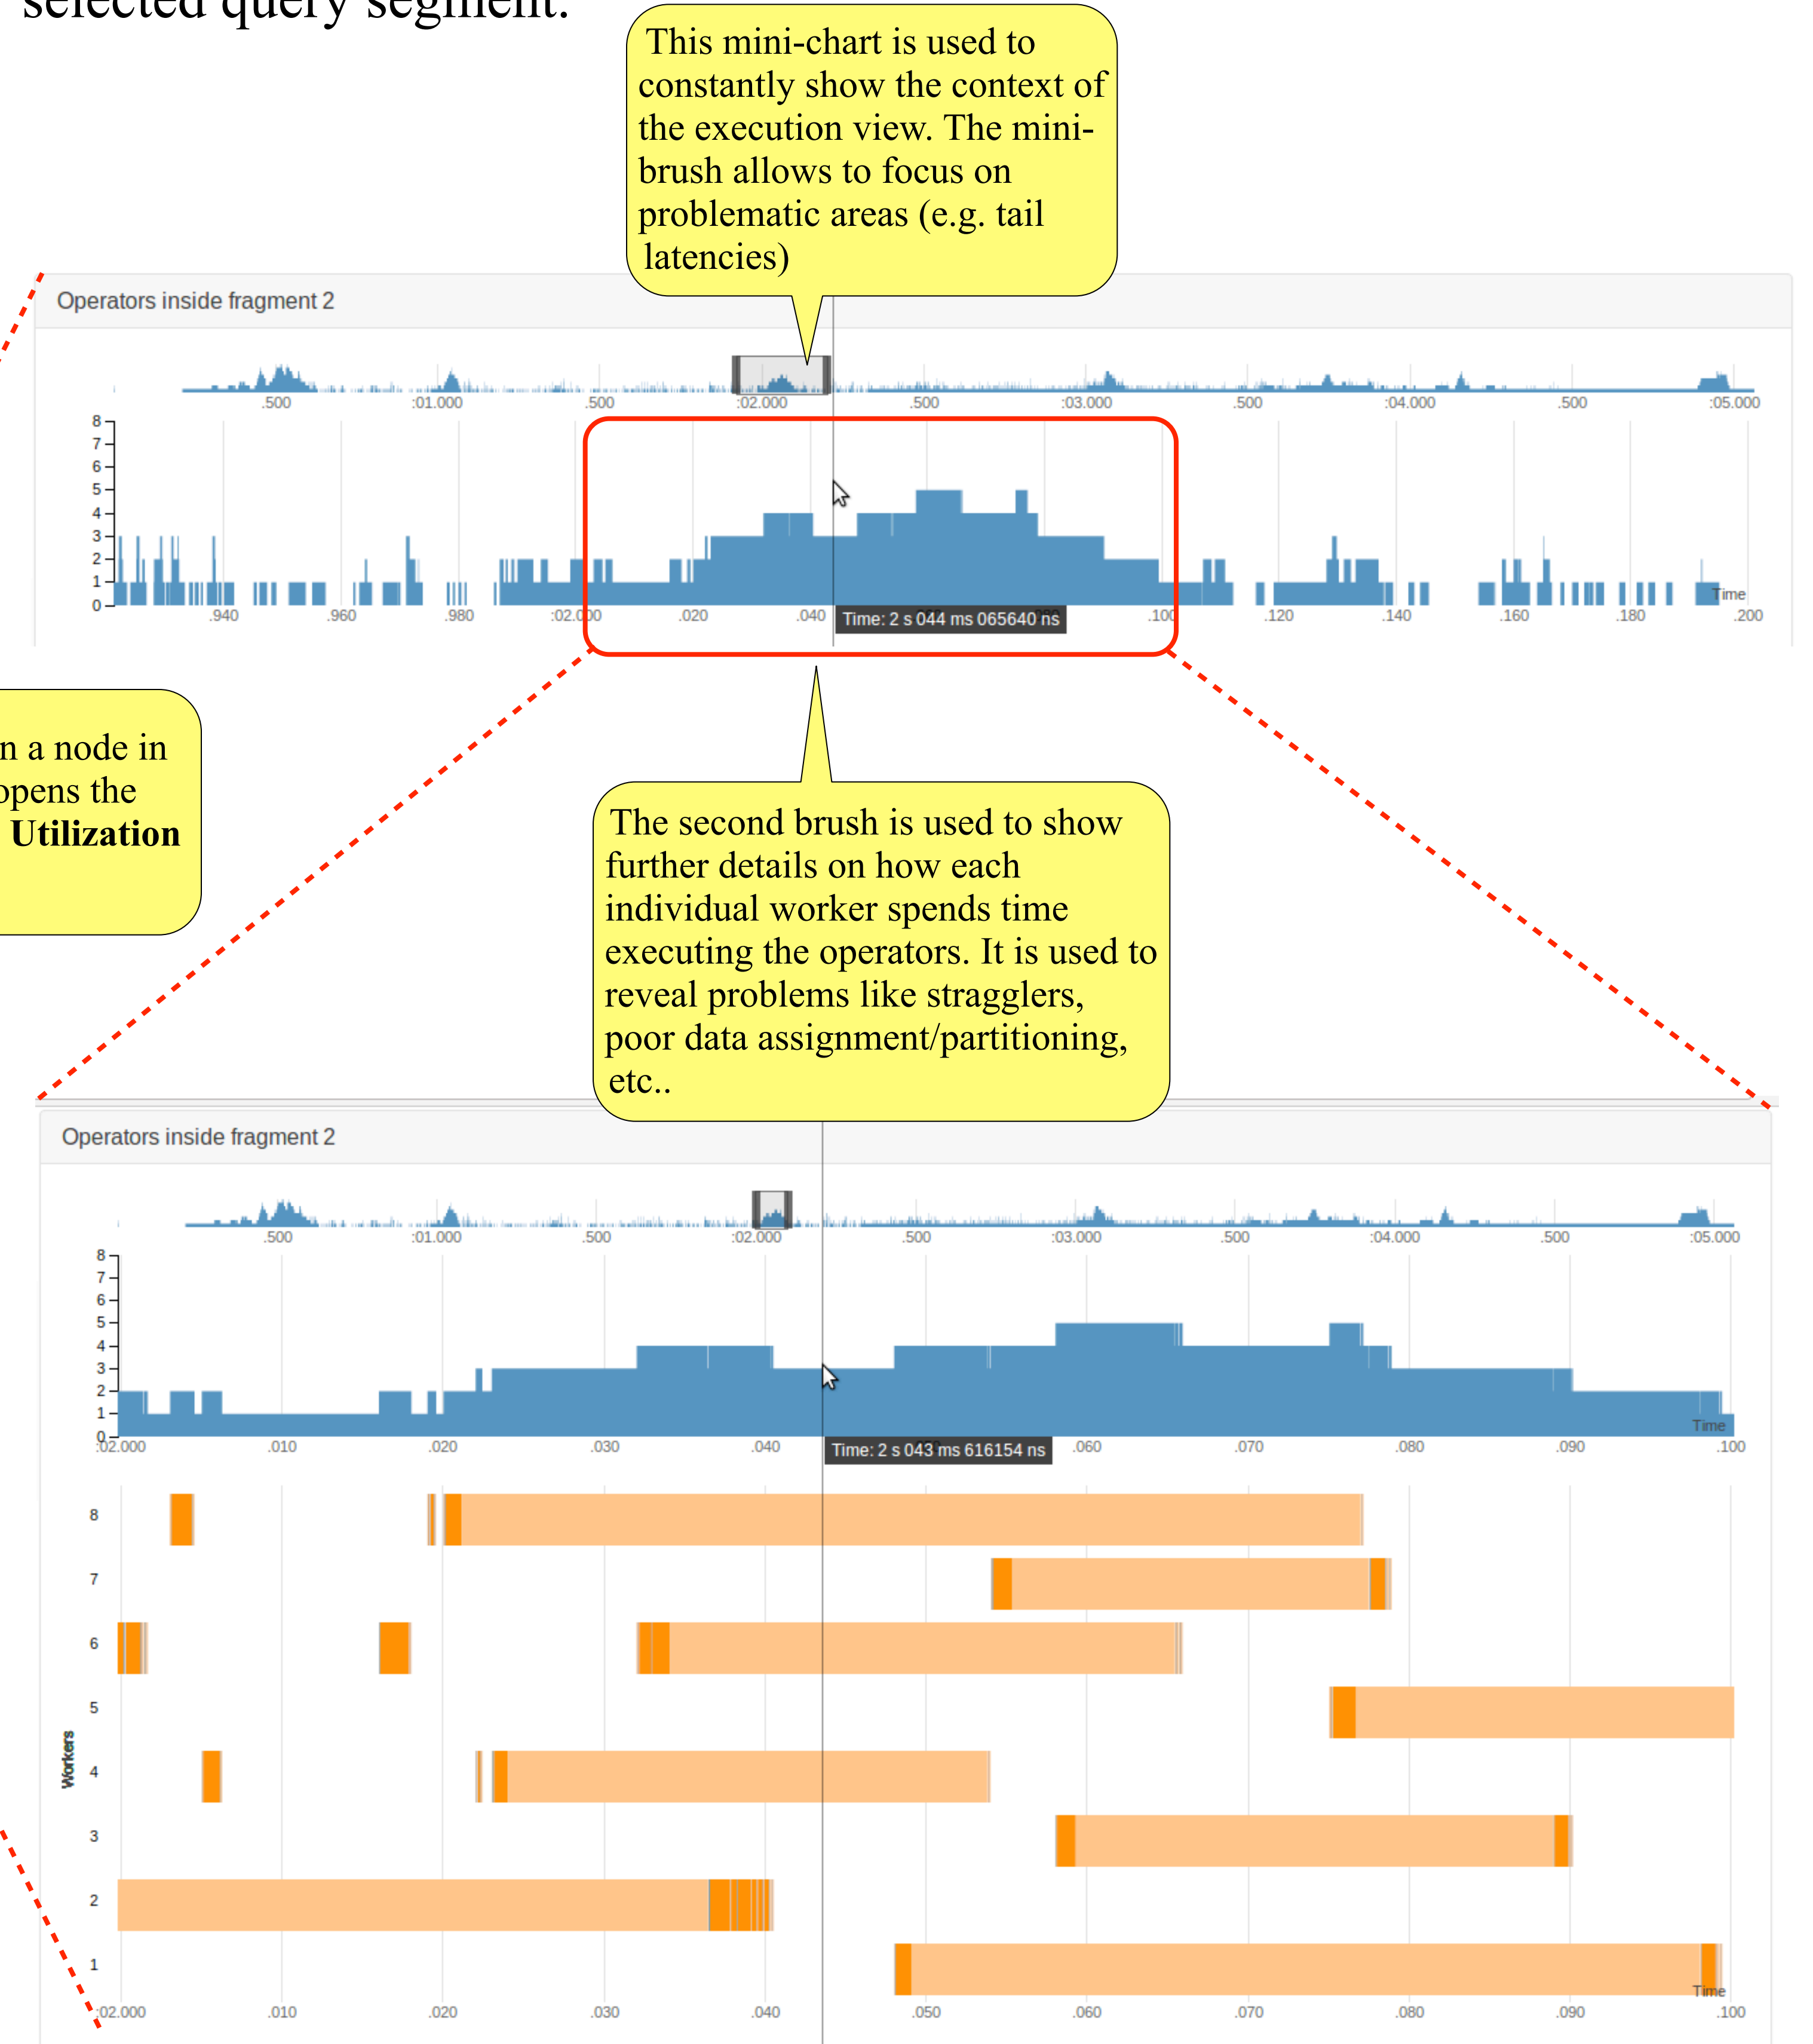 selected query segment.
This mini-chart is used to
constantly show the context of
the execution view. The mini-
brush allows to focus on
problematic areas (e.g. tail
latencies)
Operators inside fragment 2
.500 :01.000 .500 :02.000 .500 :03.000 .500 :04.000 .500 :05.000
8
7
6
5
4
3
2
1
0
Time
.940 .960 .980 :02.000 .020 .040 .080 .100 .120 .140 .160 .180 .200
Time: 2 s 044 ms 065640 ns
n a node in
opens the
Utilization
The second brush is used to show
further details on how each
individual worker spends time
executing the operators. It is used to
reveal problems like stragglers,
poor data assignment/partitioning,
etc..
Operators inside fragment 2
.500 :01.000 .500 :02.000 .500 :03.000 .500 :04.000 .500 :05.000
8
7
6
5
4
3
2
1
0
Time
:02.000 .010 .020 .030 .040 .060 .070 .080 .090 .100
Time: 2 s 043 ms 616154 ns
8
7
6
5
4
3
2
1
Workers
Time
:02.000 .010 .020 .030 .040 .050 .060 .070 .080 .090 .100